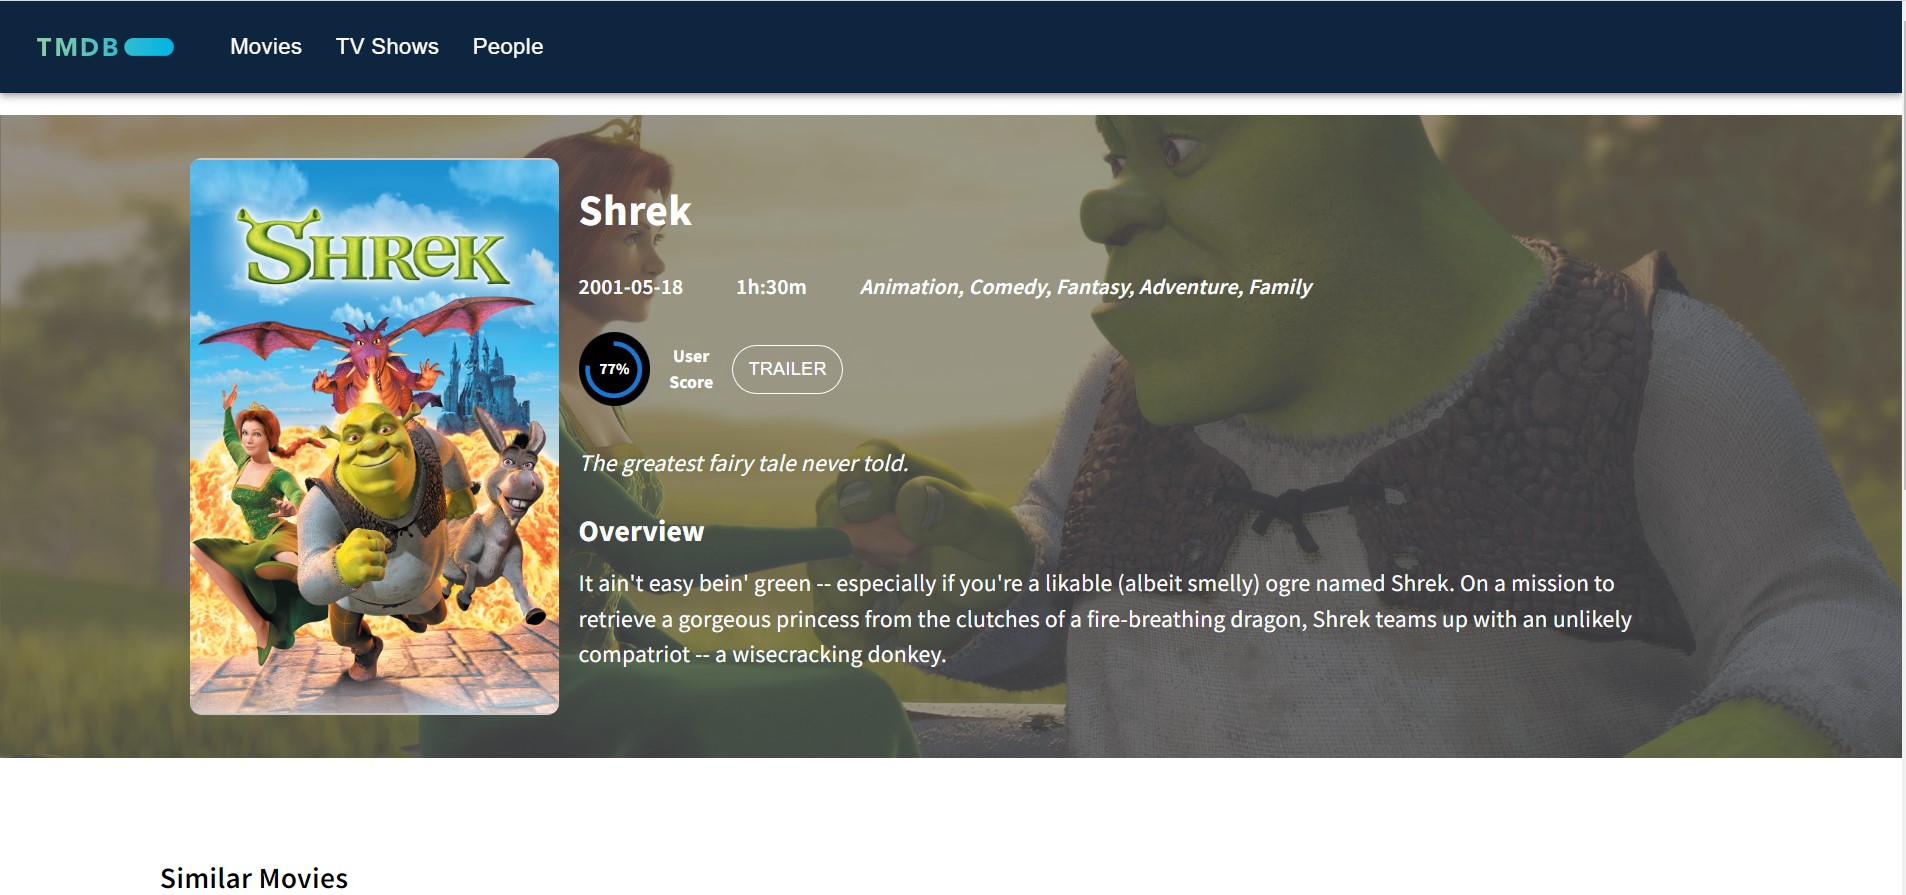 TMDB
Movies
TV Shows
People
SHREK
Shrek
2001-05-18
1h:30m
Animation, Comedy, Fantasy, Adventure, Family
77%
User
Score
TRAILER
The greatest fairy tale never told.
Overview
It ain't easy bein' green -- especially if you're a likable (albeit smelly) ogre named Shrek. On a mission to
retrieve a gorgeous princess from the clutches of a fire-breathing dragon, Shrek teams up with an unlikely
compatriot -- a wisecracking donkey.
Similar Movies